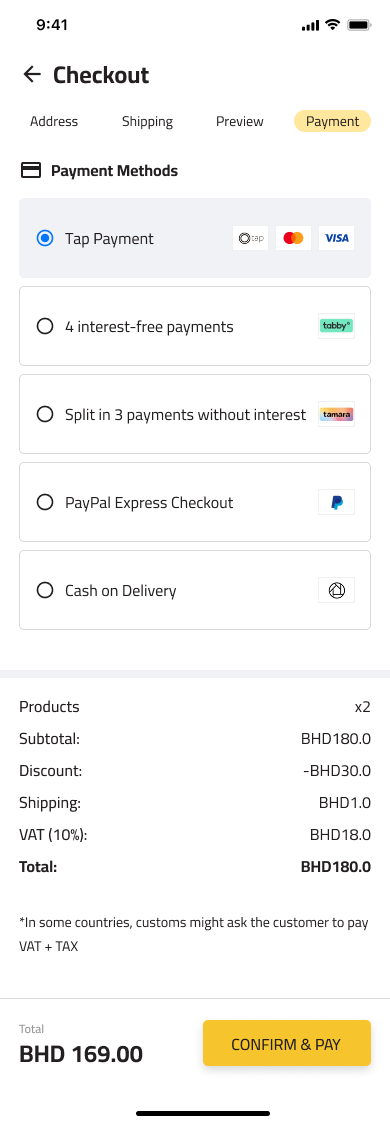 9:41
Checkout
Address Shipping Preview Payment
Payment Methods
Tap Payment tap VISA
4 interest-free payments tabby
Split in 3 payments without interest tamara
PayPal Express Checkout
Cash on Delivery
Products x2
Subtotal: BHD180.0
Discount: -BHD30.0
Shipping: BHD1.0
VAT (10%): BHD18.0
Total: BHD180.0
*In some countries, customs might ask the customer to pay
VAT + TAX
Total
BHD 169.00 CONFIRM & PAY